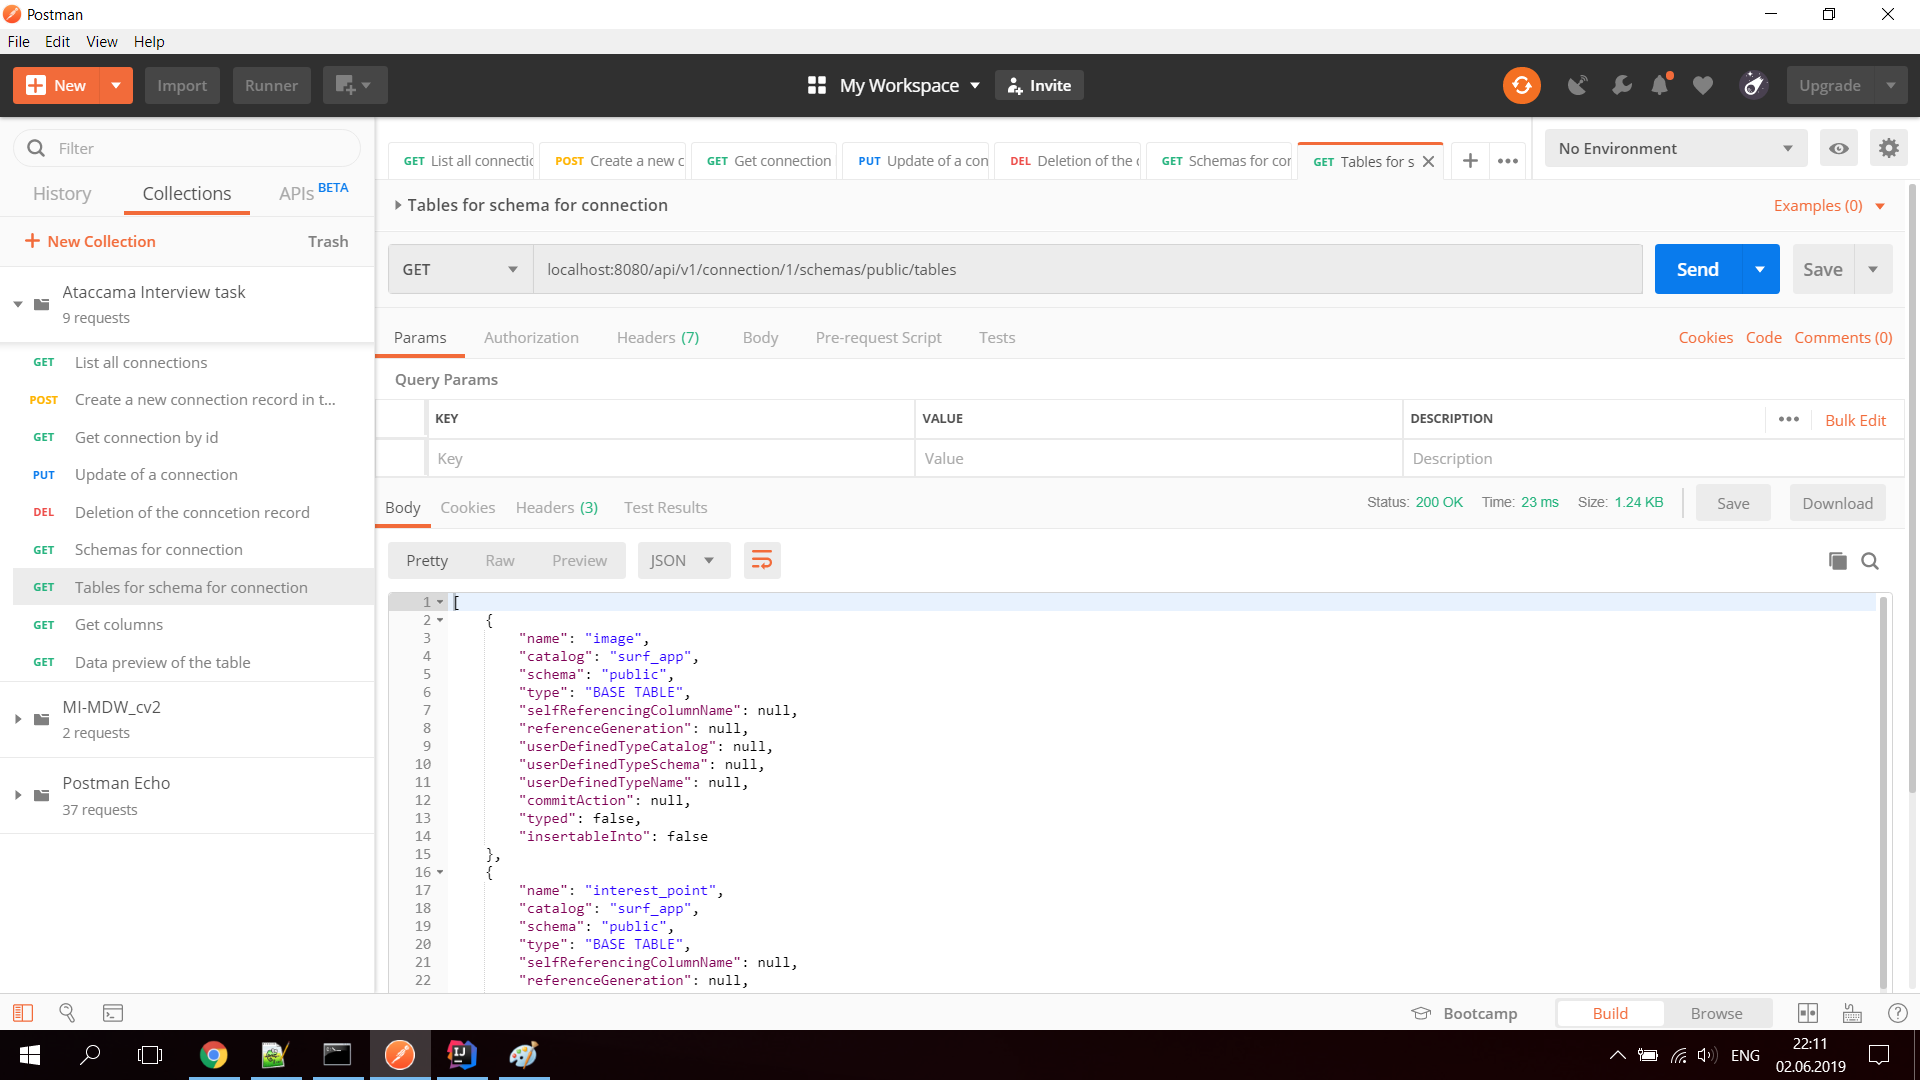 Postman
File Edit View Help
New Import Runner My Workspace Invite Upgrade
Filter
History Collections APIs BETA
New Collection Trash
Ataccama Interview task
9 requests
GET List all connections
POST Create a new connection record in t...
GET Get connection by id
PUT Update of a connection
DEL Deletion of the conncetion record
GET Schemas for connection
GET Tables for schema for connection
GET Get columns
GET Data preview of the table
MI-MDW_cv2
2 requests
Postman Echo
37 requests
GET List all connectic POST Create a new c GET Get connection PUT Update of a con DEL Deletion of the c GET Schemas for cor GET Tables for s No Environment
Tables for schema for connection Examples (0)
GET localhost:8080/api/v1/connection/1/schemas/public/tables Send Save
Params Authorization Headers (7) Body Pre-request Script Tests Cookies Code Comments (0)
Query Params
KEY VALUE DESCRIPTION Bulk Edit
Key Value Description
Body Cookies Headers (3) Test Results Status: 200 OK Time: 23 ms Size: 1.24 KB Save Download
Pretty Raw Preview JSON
1 [
2 {
3 "name": "image",
4 "catalog": "surf_app",
5 "schema": "public",
6 "type": "BASE TABLE",
7 "selfReferencingColumnName": null,
8 "referenceGeneration": null,
9 "userDefinedTypeCatalog": null,
10 "userDefinedTypeSchema": null,
11 "userDefinedTypeName": null,
12 "commitAction": null,
13 "typed": false,
14 "insertableInto": false
15 },
16 {
17 "name": "interest_point",
18 "catalog": "surf_app",
19 "schema": "public",
20 "type": "BASE TABLE",
21 "selfReferencingColumnName": null,
22 "referenceGeneration": null,
Bootcamp Build Browse
ENG 22:11
02.06.2019